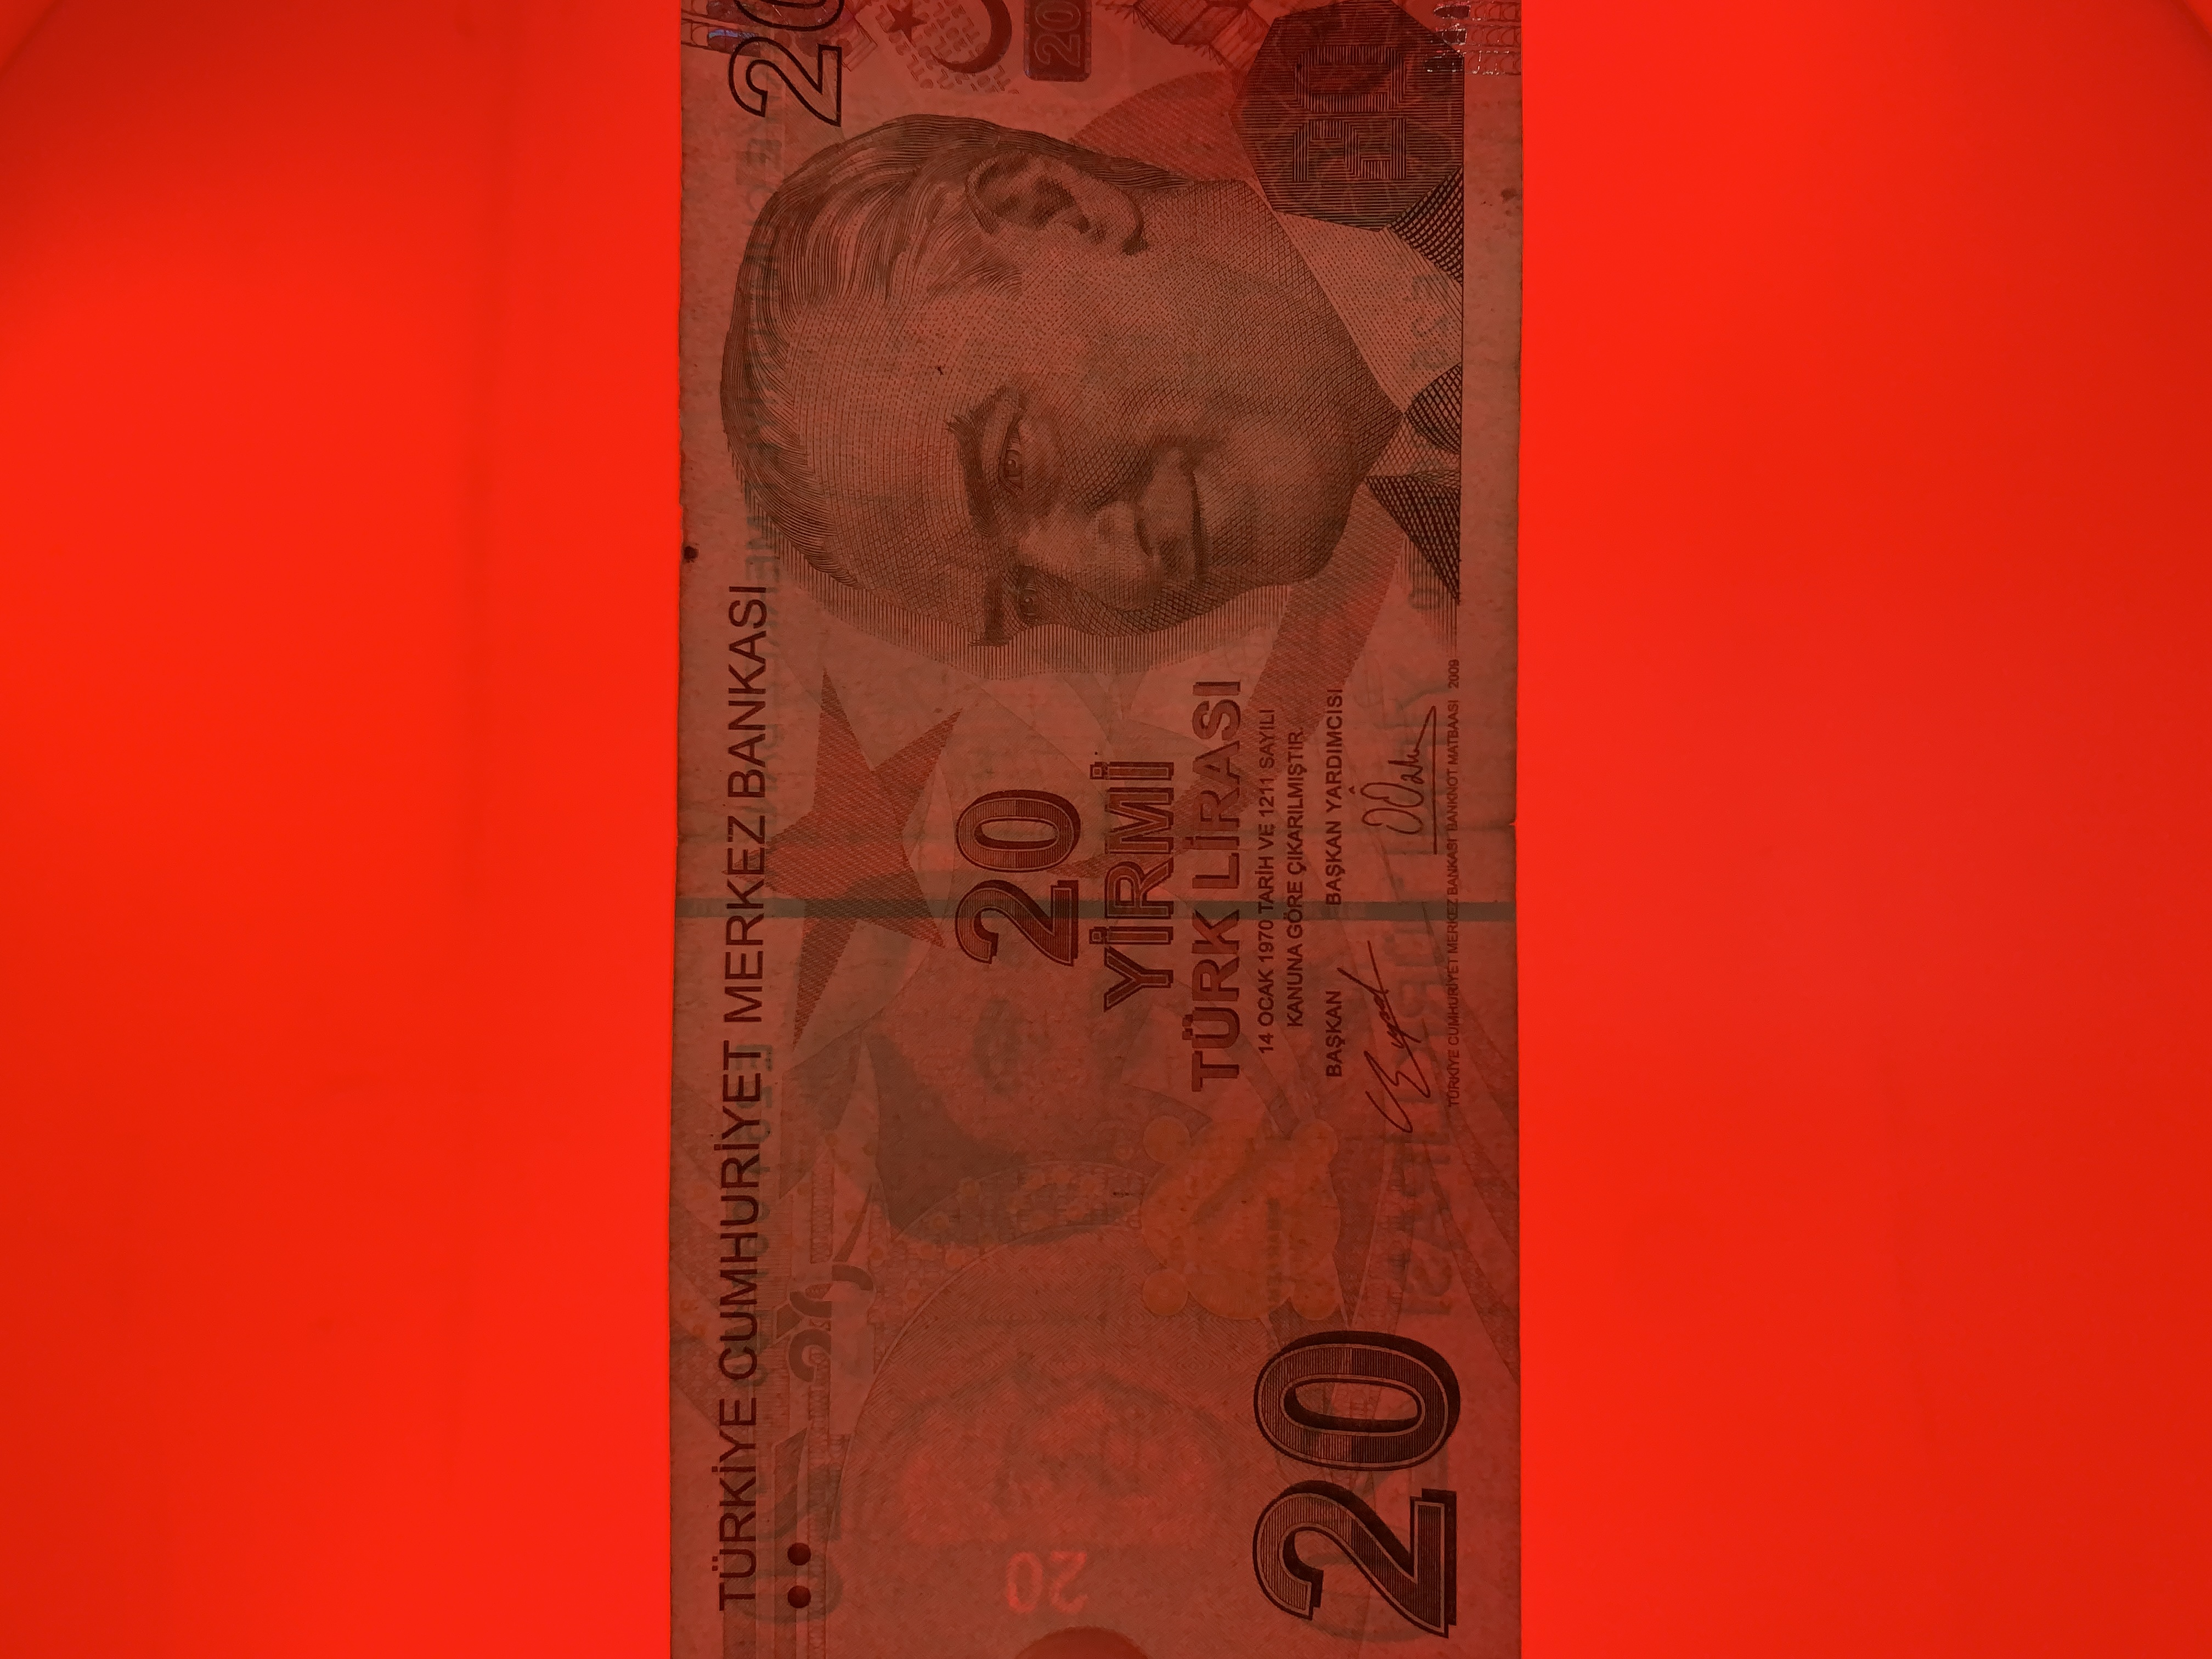 TÜRKİYE CUMHURİYET MERKEZ BANKASI
20
20
20
20
20
YİRMİ
TÜRK LİRASI
14 OCAK 1970 TARİH VE 1211 SAYILI
KANUNA GÖRE ÇIKARILMIŞTIR.
BAŞKAN BAŞKAN YARDIMCISI
20
20
TÜRKİYE CUMHURİYET MERKEZ BANKASI BANKNOT MATBAASI 2009